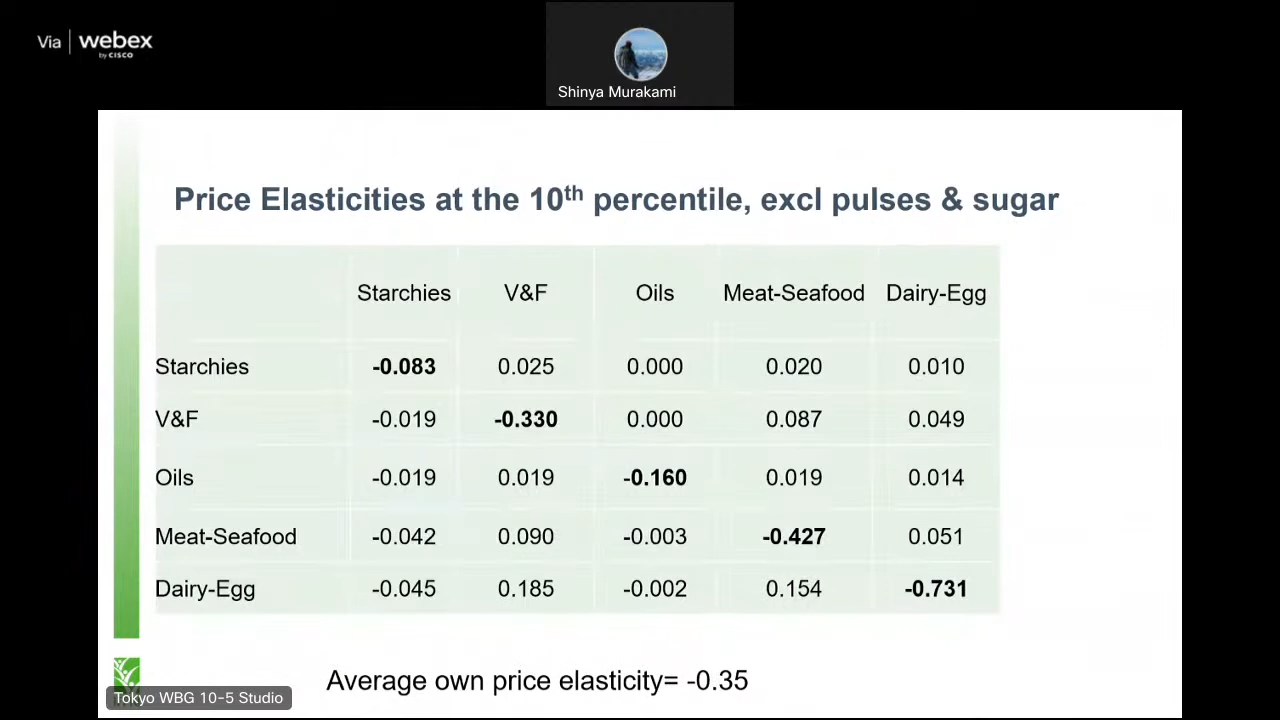 Via webex
by CISCO
Shinya Murakami
Price Elasticities at the 10th percentile, excl pulses & sugar
Starchies V&F Oils Meat-Seafood Dairy-Egg
Starchies -0.083 0.025 0.000 0.020 0.010
V&F -0.019 -0.330 0.000 0.087 0.049
Oils -0.019 0.019 -0.160 0.019 0.014
Meat-Seafood -0.042 0.090 -0.003 -0.427 0.051
Dairy-Egg -0.045 0.185 -0.002 0.154 -0.731
Average own price elasticity= -0.35
Tokyo WBG 10-5 Studio